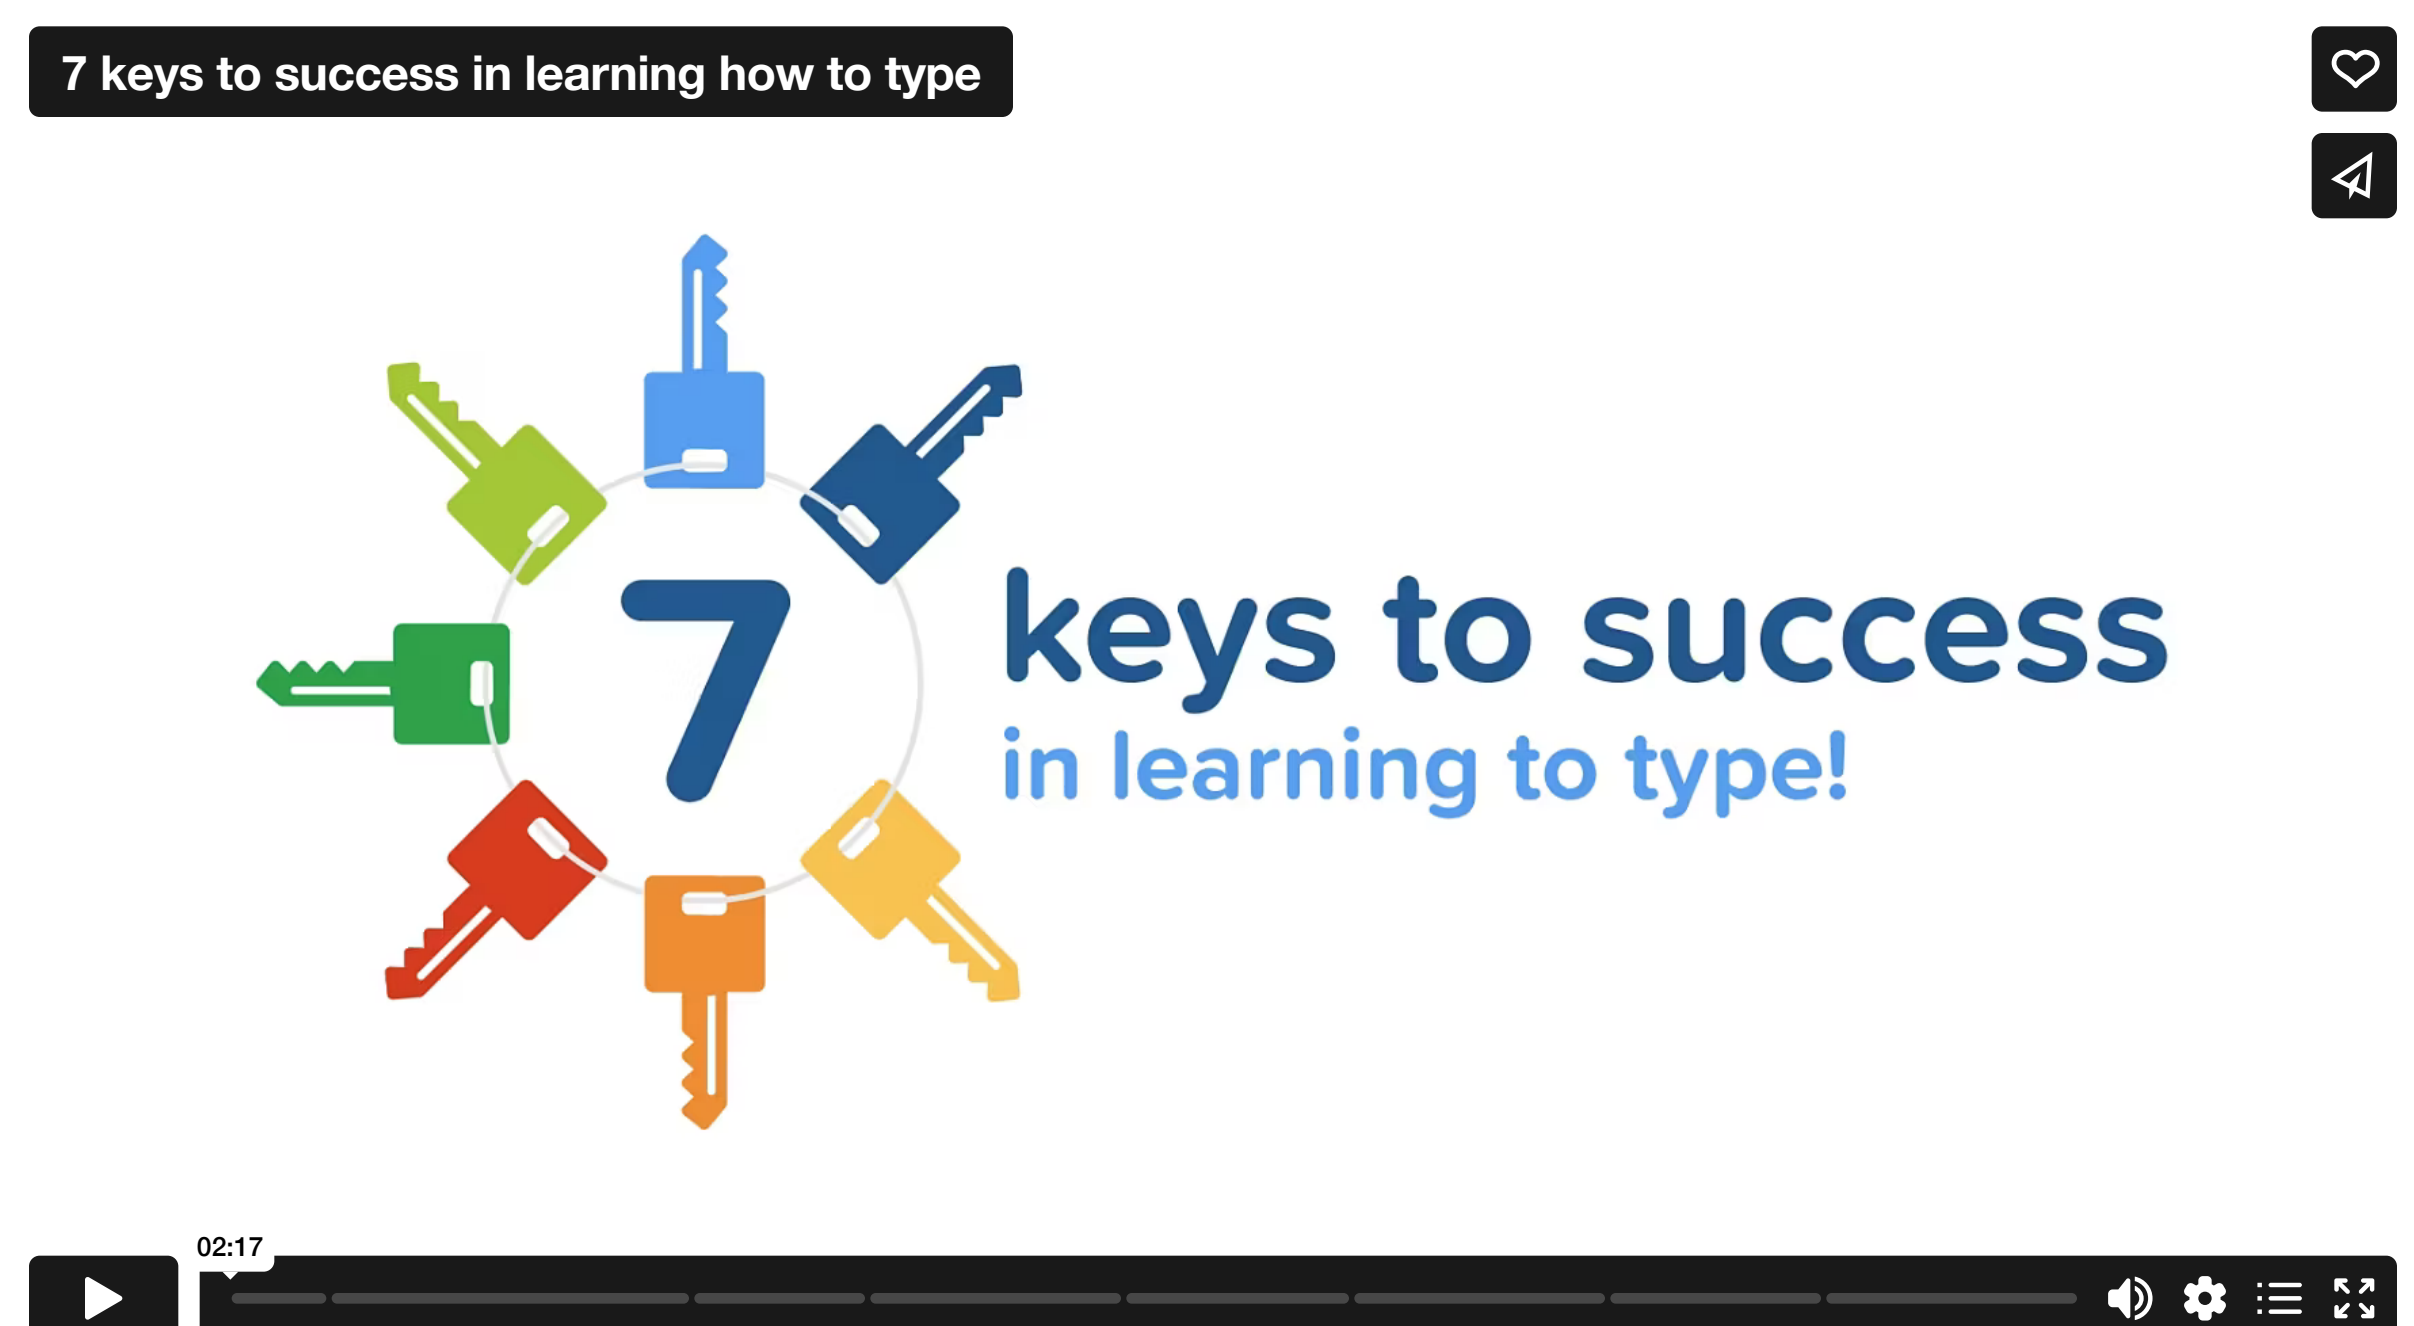 7 keys to success in learning how to type
7 keys to success
in learning to type!
02:17